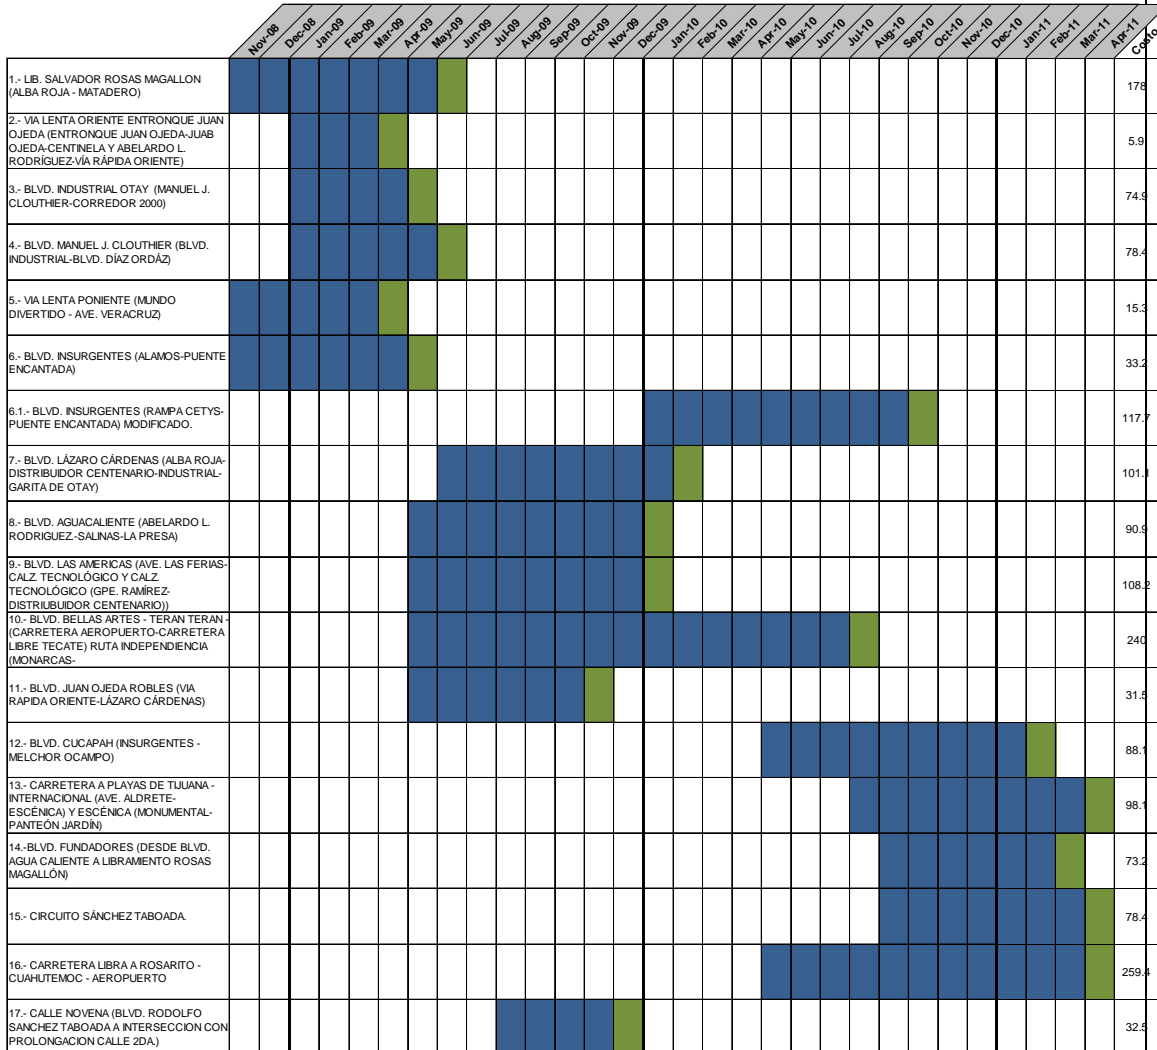 Nov-08 Dec-08 Jan-09 Feb-09 Mar-09 Apr-09 May-09 Jun-09 Jul-09 Aug-09 Sep-09 Oct-09 Nov-09 Dec-09 Jan-10 Feb-10 Mar-10 Apr-10 May-10 Jun-10 Jul-10 Aug-10 Sep-10 Oct-10 Nov-10 Dec-10 Jan-11 Feb-11 Mar-11 Apr-11 Costo
1.- LIB. SALVADOR ROSAS MAGALLON
(ALBA ROJA - MATADERO)
178
2.- VIA LENTA ORIENTE ENTRONQUE JUAN
OJEDA (ENTRONQUE JUAN OJEDA-JUAB
OJEDA-CENTINELA Y ABELARDO L.
RODRÍGUEZ-VÍA RÁPIDA ORIENTE)
5.9
3.- BLVD. INDUSTRIAL OTAY (MANUEL J.
CLOUTHIER-CORREDOR 2000)
74.9
4.- BLVD. MANUEL J. CLOUTHIER (BLVD.
INDUSTRIAL-BLVD. DÍAZ ORDÁZ)
78.4
5.- VIA LENTA PONIENTE (MUNDO
DIVERTIDO - AVE. VERACRUZ)
15.3
6.- BLVD. INSURGENTES (ALAMOS-PUENTE
ENCANTADA)
33.2
6.1.- BLVD. INSURGENTES (RAMPA CETYS-
PUENTE ENCANTADA) MODIFICADO.
117.7
7.- BLVD. LÁZARO CÁRDENAS (ALBA ROJA-
DISTRIBUIDOR CENTENARIO-INDUSTRIAL-
GARITA DE OTAY)
101.1
8.- BLVD. AGUACALIENTE (ABELARDO L.
RODRIGUEZ.-SALINAS-LA PRESA)
90.9
9.- BLVD. LAS AMERICAS (AVE. LAS FERIAS-
CALZ. TECNOLÓGICO Y CALZ.
TECNOLÓGICO (GPE. RAMÍREZ-
DISTRIUBUIDOR CENTENARIO))
108.2
10.- BLVD. BELLAS ARTES - TERAN TERAN -
(CARRETERA AEROPUERTO-CARRETERA
LIBRE TECATE) RUTA INDEPENDIENCIA
(MONARCAS-
240
11.- BLVD. JUAN OJEDA ROBLES (VIA
RAPIDA ORIENTE-LÁZARO CÁRDENAS)
31.5
12.- BLVD. CUCAPAH (INSURGENTES -
MELCHOR OCAMPO)
88.1
13.- CARRETERA A PLAYAS DE TIJUANA -
INTERNACIONAL (AVE. ALDRETE-
ESCÉNICA) Y ESCÉNICA (MONUMENTAL-
PANTEÓN JARDÍN)
98.1
14.-BLVD. FUNDADORES (DESDE BLVD.
AGUA CALIENTE A LIBRAMIENTO ROSAS
MAGALLÓN)
73.2
15.- CIRCUITO SÁNCHEZ TABOADA.
78.4
16.- CARRETERA LIBRA A ROSARITO -
CUAHUTEMOC - AEROPUERTO
259.4
17.- CALLE NOVENA (BLVD. RODOLFO
SANCHEZ TABOADA A INTERSECCION CON
PROLONGACION CALLE 2DA.)
32.5